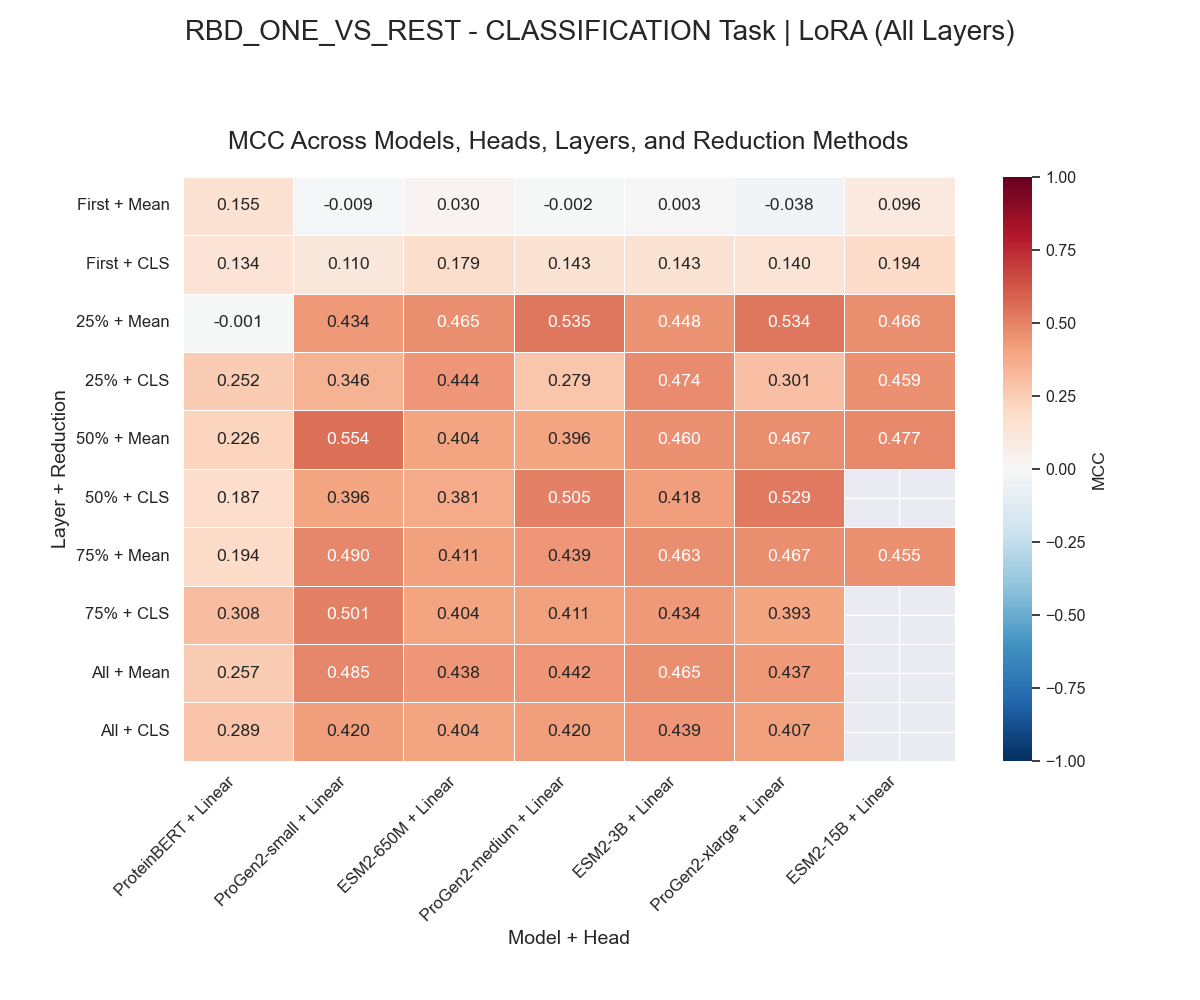 RBD_ONE_VS_REST - CLASSIFICATION Task | LoRA (All Layers)
MCC Across Models, Heads, Layers, and Reduction Methods
First + Mean 0.155 -0.009 0.030 -0.002 0.003 -0.038 0.096
First + CLS 0.134 0.110 0.179 0.143 0.143 0.140 0.194
25% + Mean -0.001 0.434 0.465 0.535 0.448 0.534 0.466
25% + CLS 0.252 0.346 0.444 0.279 0.474 0.301 0.459
50% + Mean 0.226 0.554 0.404 0.396 0.460 0.467 0.477
50% + CLS 0.187 0.396 0.381 0.505 0.418 0.529
75% + Mean 0.194 0.490 0.411 0.439 0.463 0.467 0.455
75% + CLS 0.308 0.501 0.404 0.411 0.434 0.393
All + Mean 0.257 0.485 0.438 0.442 0.465 0.437
All + CLS 0.289 0.420 0.404 0.420 0.439 0.407
Layer + Reduction
ProteinBERT + Linear
ProGen2-small + Linear
ESM2-650M + Linear
ProGen2-medium + Linear
ESM2-3B + Linear
ProGen2-xlarge + Linear
ESM2-15B + Linear
Model + Head
1.00
0.75
0.50
0.25
0.00
−0.25
−0.50
−0.75
−1.00
MCC